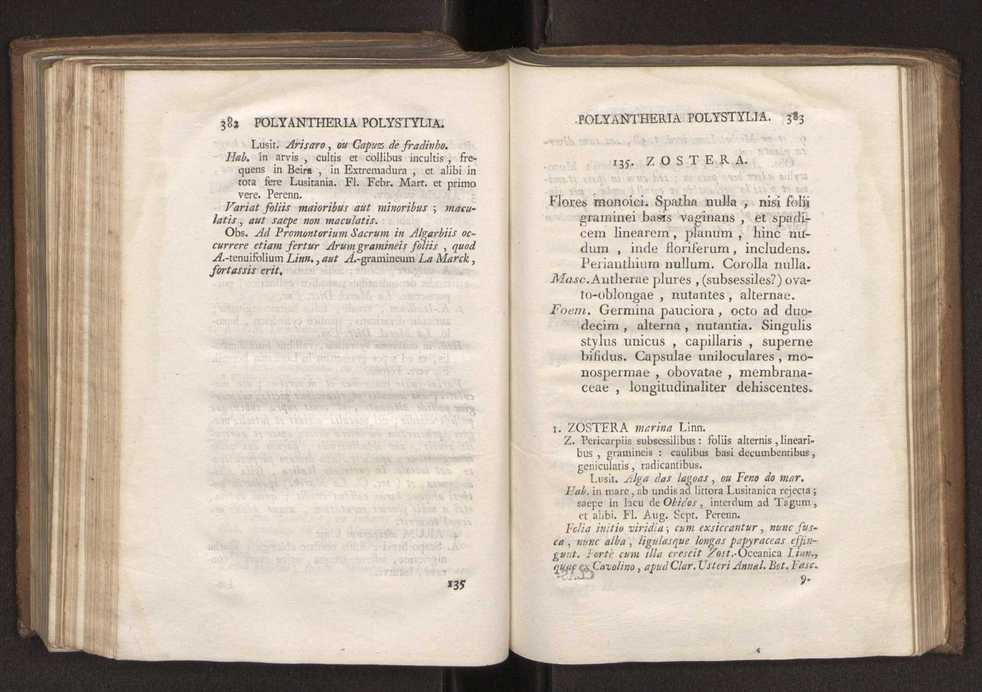 382 POLYANTHERIA POLYSTYLIA.
Lusit. Arisaro, ou Capuz de fradinho.
Hab. in arvis, cultis et collibus incultis, fre-
quens in Beira, in Extremadura, et alibi in
tota fere Lusitania. Fl. Febr. Mart. et primo
vere. Perenn.
Variat foliis maioribus aut minoribus; macu-
latis, aut saepe non maculatis.
Obs. Ad Promontorium Sacrum in Algarbiis oc-
currere etiam fertur Arum gramineis foliis, quod
A.-tenuifolium Linn., aut A.-gramineum La Marck,
fortassis erit.
135
POLYANTHERIA POLYSTYLIA. 383
135. ZOSTERA.
Flores monoici. Spatha nulla, nisi folii
graminei basis vaginans, et spadi-
cem linearem, planum, hinc nu-
dum, inde floriferum, includens.
Perianthium nullum. Corolla nulla.
Masc. Antherae plures, (subsessiles?) ova-
to-oblongae, nutantes, alternae.
Foem. Germina pauciora, octo ad duo-
decim, alterna, nutantia. Singulis
stylus unicus, capillaris, superne
bifidus. Capsulae uniloculares, mo-
nospermae, obovatae, membrana-
ceae, longitudinaliter dehiscentes.
1. ZOSTERA marina Linn.
Z. Pericarpiis subsessilibus: foliis alternis, lineari-
bus, gramineis: caulibus basi decumbentibus,
geniculatis, radicantibus.
Lusit. Alga das lagoas, ou Feno do mar.
Hab. in mare, ab undis ad littora Lusitanica rejecta;
saepe in lacu de Obidos, interdum ad Tagum,
et alibi. Fl. Aug. Sept. Perenn.
Folia initio viridia; cum exsiccantur, nunc fus-
ca, nunc alba, ligulasque longas papyraceas effin-
gunt. Forte cum illa crescit Zost.-Oceanica Linn.,
quae ex Cavolino, apud Clar. Usteri Annal. Bot. Fasc.
9.